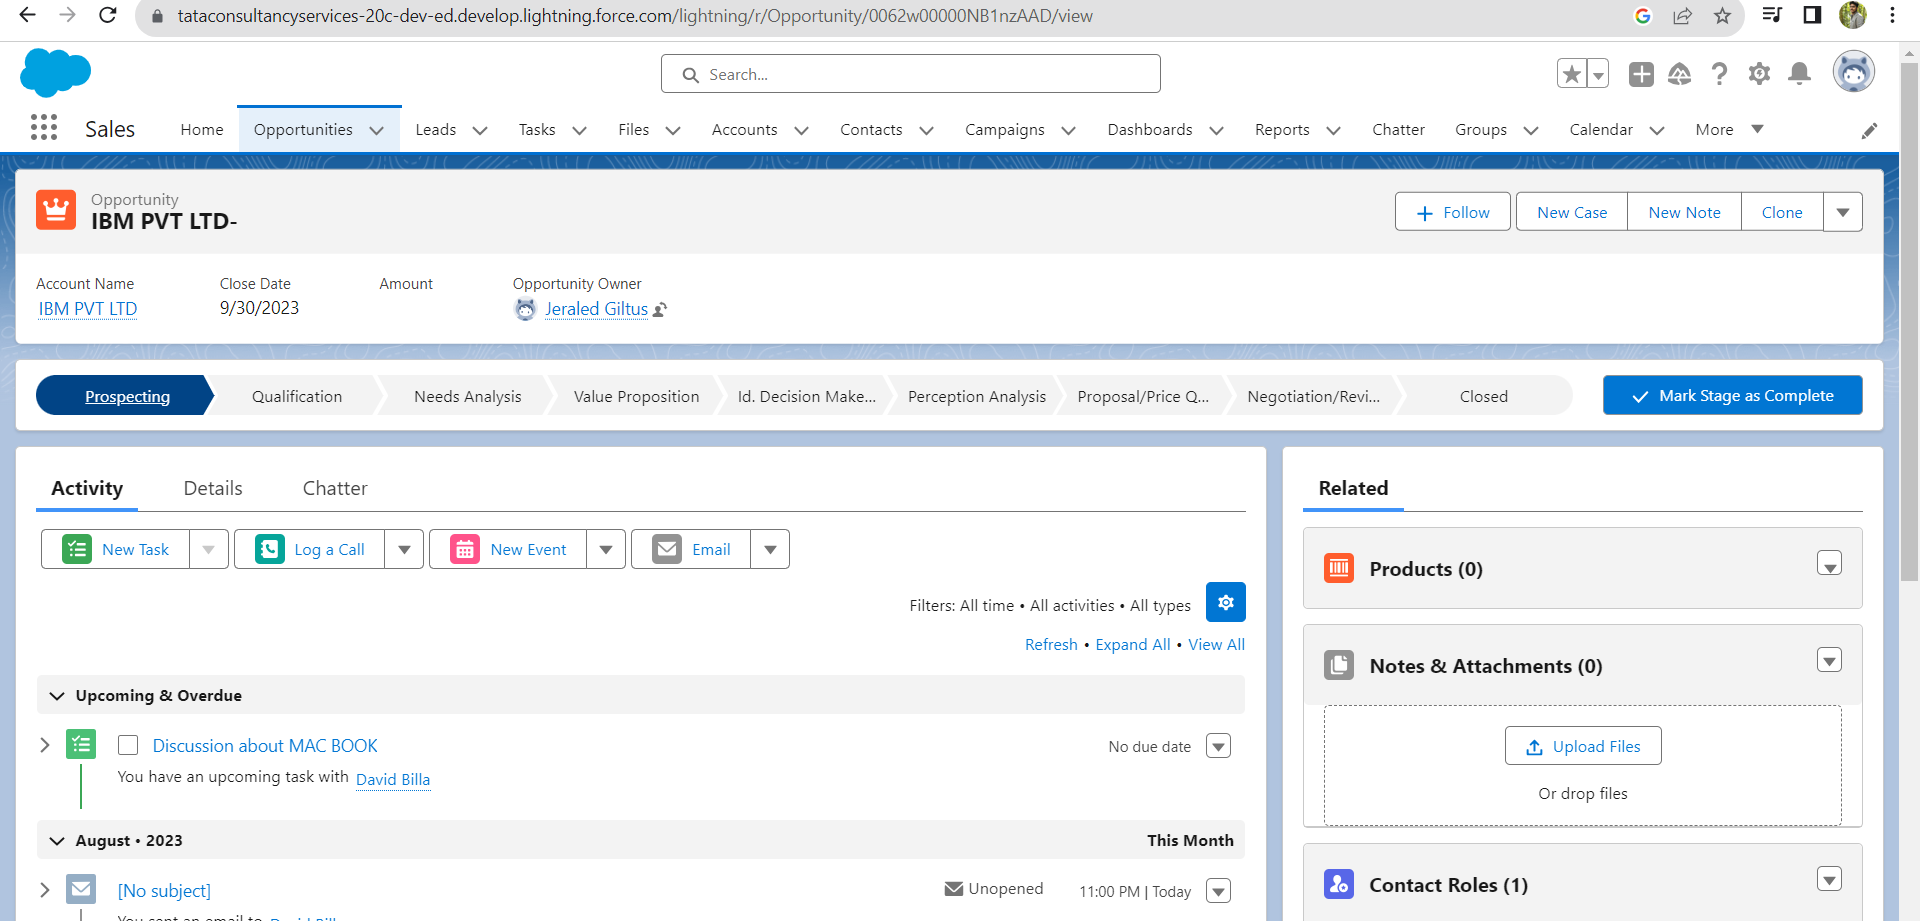 tataconsultancyservices-20c-dev-ed.develop.lightning.force.com/lightning/r/Opportunity/0062w00000NB1nzAAD/view
Search...
Sales Home Opportunities Leads Tasks Files Accounts Contacts Campaigns Dashboards Reports Chatter Groups Calendar More
Opportunity
IBM PVT LTD-
+ Follow New Case New Note Clone
Account Name Close Date Amount Opportunity Owner
IBM PVT LTD 9/30/2023 Jeraled Giltus
Prospecting Qualification Needs Analysis Value Proposition Id. Decision Make... Perception Analysis Proposal/Price Q... Negotiation/Revi... Closed Mark Stage as Complete
Activity Details Chatter
New Task Log a Call New Event Email
Filters: All time • All activities • All types
Refresh • Expand All • View All
Upcoming & Overdue
Discussion about MAC BOOK No due date
You have an upcoming task with David Billa
August • 2023 This Month
[No subject] Unopened 11:00 PM | Today
You sent an email to David Billa
Related
Products (0)
Notes & Attachments (0)
Upload Files
Or drop files
Contact Roles (1)